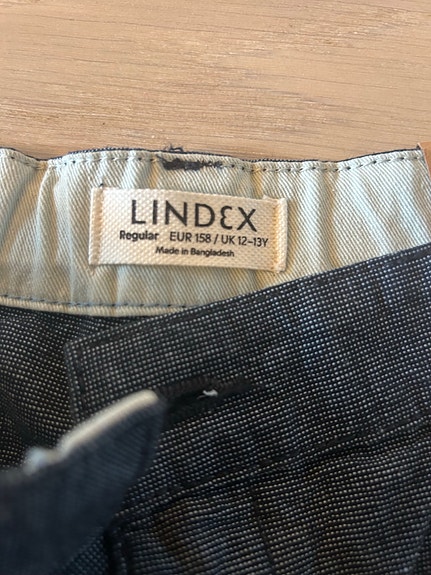 LINDEX
Regular EUR 158 / UK 12-13Y
Made in Bangladesh